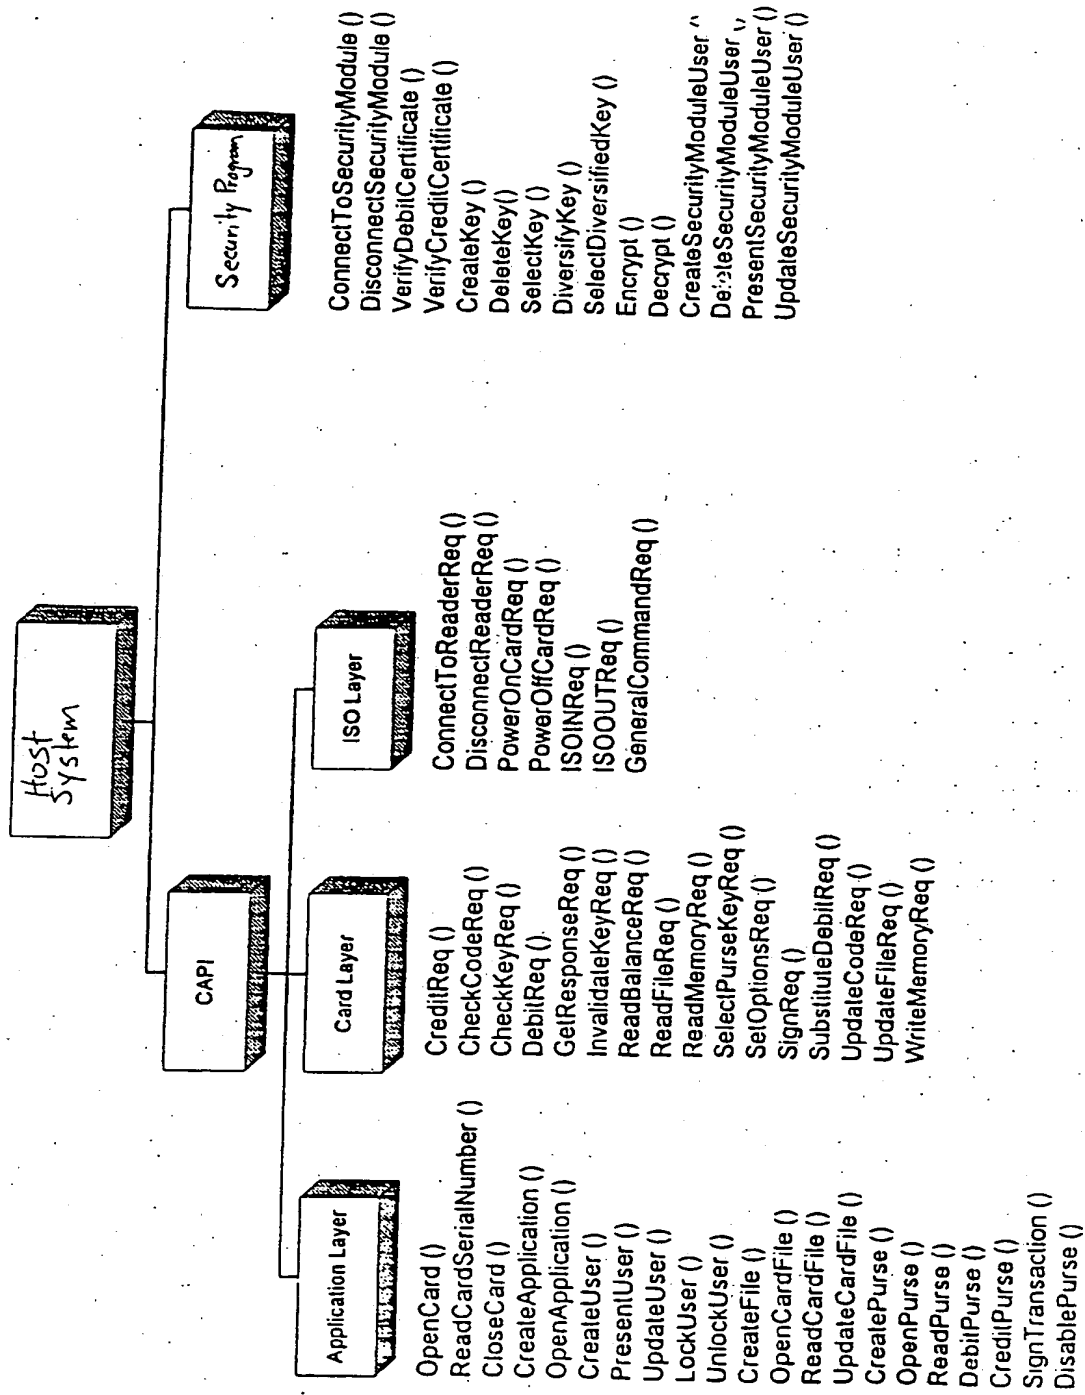 Host
System
CAPI
Security Program
Application Layer
Card Layer
ISO Layer
OpenCard ()
ReadCardSerialNumber ()
CloseCard ()
CreateApplication ()
OpenApplication ()
CreateUser ()
PresentUser ()
UpdateUser ()
LockUser ()
UnlockUser ()
CreateFile ()
OpenCardFile ()
ReadCardFile ()
UpdateCardFile ()
CreatePurse ()
OpenPurse ()
ReadPurse ()
DebitPurse ()
CreditPurse ()
SignTransaction ()
DisablePurse ()
CreditReq ()
CheckCodeReq ()
CheckKeyReq ()
DebitReq ()
GetResponseReq ()
InvalidateKeyReq ()
ReadBalanceReq ()
ReadFileReq ()
ReadMemoryReq ()
SelectPurseKeyReq ()
SetOptionsReq ()
SignReq ()
SubstituteDebitReq ()
UpdateCodeReq ()
UpdateFileReq ()
WriteMemoryReq ()
ConnectToReaderReq ()
DisconnectReaderReq ()
PowerOnCardReq ()
PowerOffCardReq ()
ISOINReq ()
ISOOUTReq ()
GeneralCommandReq ()
ConnectToSecurityModule ()
DisconnectSecurityModule ()
VerifyDebitCertificate ()
VerifyCreditCertificate ()
CreateKey ()
DeleteKey()
SelectKey ()
DiversifyKey ()
SelectDiversifiedKey ()
Encrypt ()
Decrypt ()
CreateSecurityModuleUser ()
DeleteSecurityModuleUser ()
PresentSecurityModuleUser ()
UpdateSecurityModuleUser ()